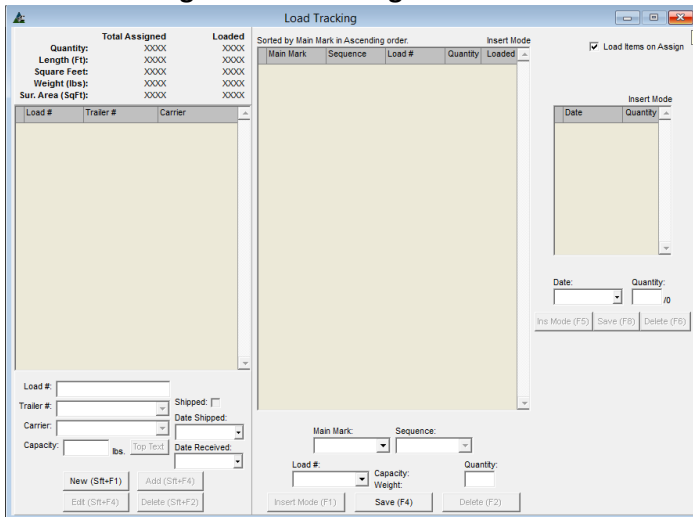 Load Tracking
Total Assigned Loaded
Quantity: XXXX XXXX
Length (Ft): XXXX XXXX
Square Feet: XXXX XXXX
Weight (lbs): XXXX XXXX
Sur. Area (SqFt): XXXX XXXX
Load # Trailer # Carrier
Load #:
Trailer #:
Carrier:
Capacity: lbs. Top Text
Shipped:
Date Shipped:
Date Received:
New (Sft+F1) Add (Sft+F4)
Edit (Sft+F4) Delete (Sft+F2)
Sorted by Main Mark in Ascending order. Insert Mode
Main Mark Sequence Load # Quantity Loaded
Main Mark: Sequence:
Load #: Capacity: Quantity:
Weight:
Insert Mode (F1) Save (F4) Delete (F2)
Load Items on Assign
Insert Mode
Date Quantity
Date: Quantity:
/0
Ins Mode (F5) Save (F8) Delete (F6)